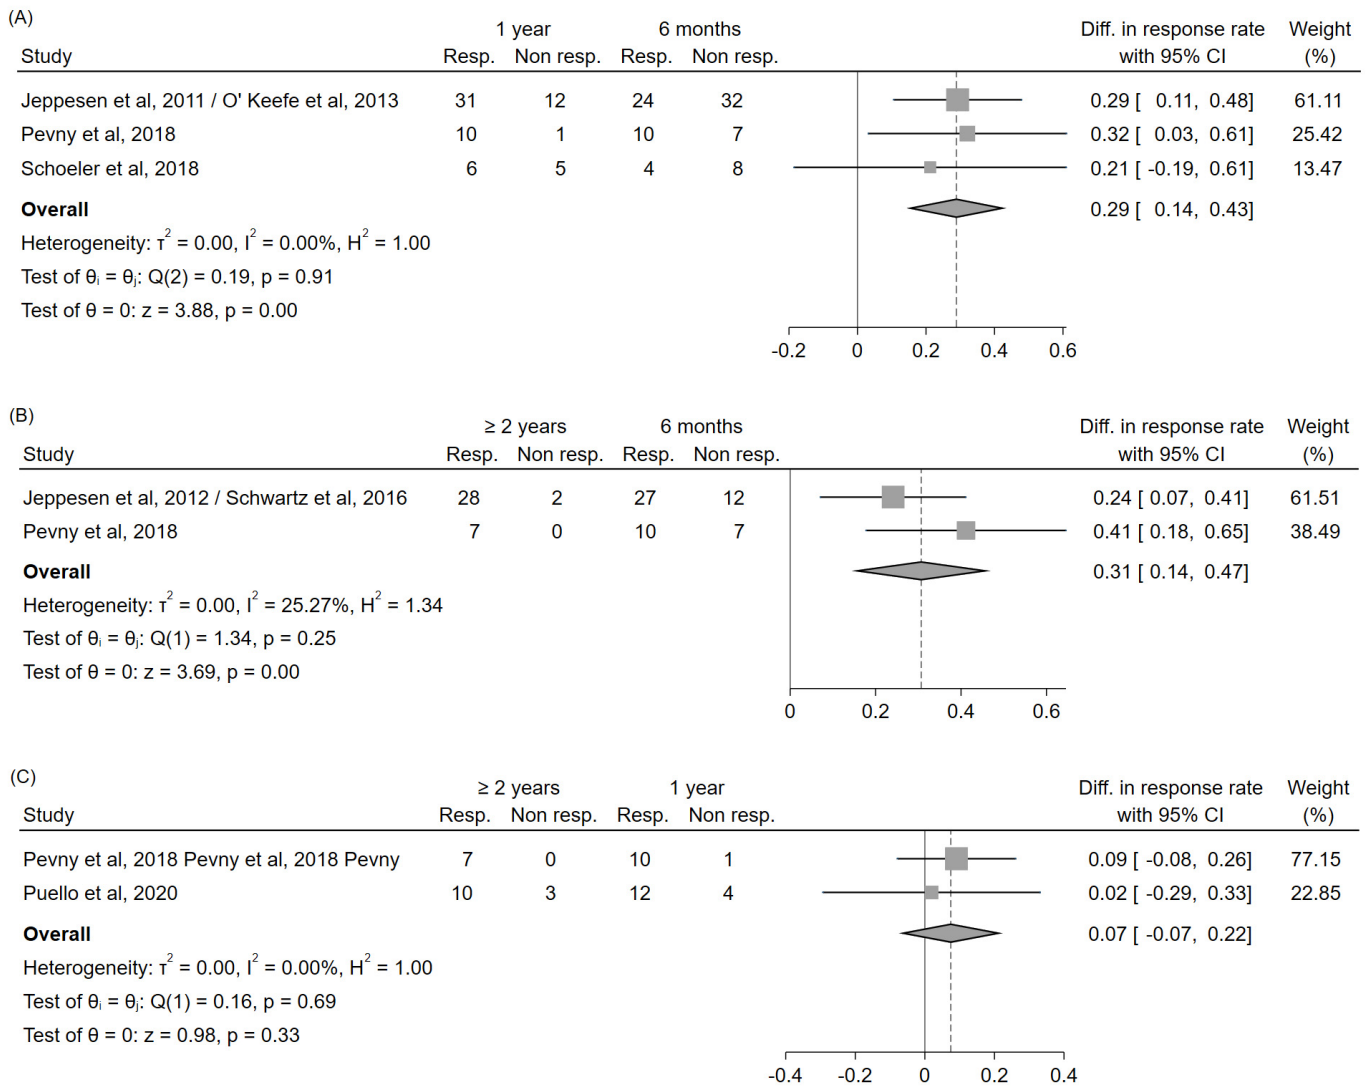 (A)
1 year 6 months Diff. in response rate Weight
Study Resp. Non resp. Resp. Non resp. with 95% CI (%)
Jeppesen et al, 2011 / O' Keefe et al, 2013 31 12 24 32 0.29 [ 0.11, 0.48] 61.11
Pevny et al, 2018 10 1 10 7 0.32 [ 0.03, 0.61] 25.42
Schoeler et al, 2018 6 5 4 8 0.21 [ -0.19, 0.61] 13.47
Overall 0.29 [ 0.14, 0.43]
Heterogeneity: τ² = 0.00, I² = 0.00%, H² = 1.00
Test of θᵢ = θⱼ: Q(2) = 0.19, p = 0.91
Test of θ = 0: z = 3.88, p = 0.00
-0.2 0 0.2 0.4 0.6
(B)
≥ 2 years 6 months Diff. in response rate Weight
Study Resp. Non resp. Resp. Non resp. with 95% CI (%)
Jeppesen et al, 2012 / Schwartz et al, 2016 28 2 27 12 0.24 [ 0.07, 0.41] 61.51
Pevny et al, 2018 7 0 10 7 0.41 [ 0.18, 0.65] 38.49
Overall 0.31 [ 0.14, 0.47]
Heterogeneity: τ² = 0.00, I² = 25.27%, H² = 1.34
Test of θᵢ = θⱼ: Q(1) = 1.34, p = 0.25
Test of θ = 0: z = 3.69, p = 0.00
0 0.2 0.4 0.6
(C)
≥ 2 years 1 year Diff. in response rate Weight
Study Resp. Non resp. Resp. Non resp. with 95% CI (%)
Pevny et al, 2018 Pevny et al, 2018 Pevny 7 0 10 1 0.09 [ -0.08, 0.26] 77.15
Puello et al, 2020 10 3 12 4 0.02 [ -0.29, 0.33] 22.85
Overall 0.07 [ -0.07, 0.22]
Heterogeneity: τ² = 0.00, I² = 0.00%, H² = 1.00
Test of θᵢ = θⱼ: Q(1) = 0.16, p = 0.69
Test of θ = 0: z = 0.98, p = 0.33
-0.4 -0.2 0 0.2 0.4